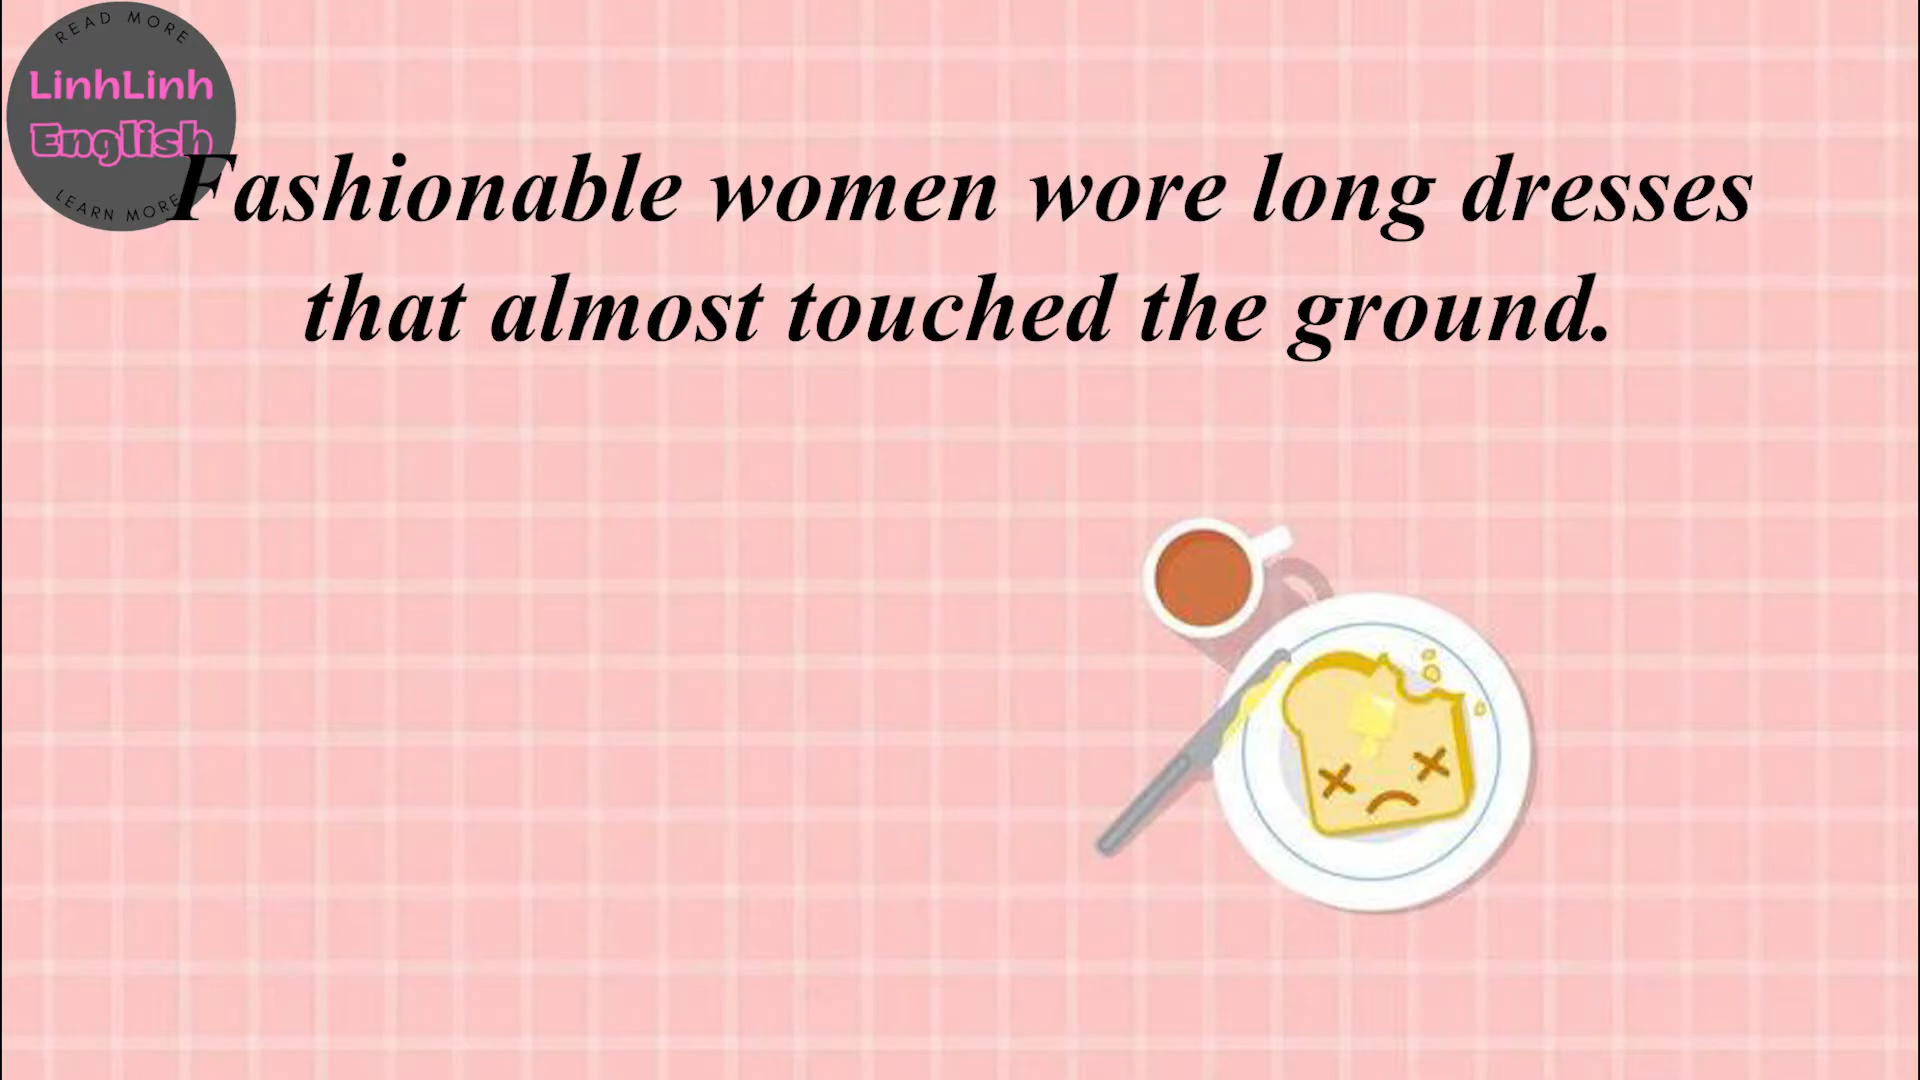 READ MORE
LinhLinh
English
LEARN MORE
Fashionable women wore long dresses
that almost touched the ground.